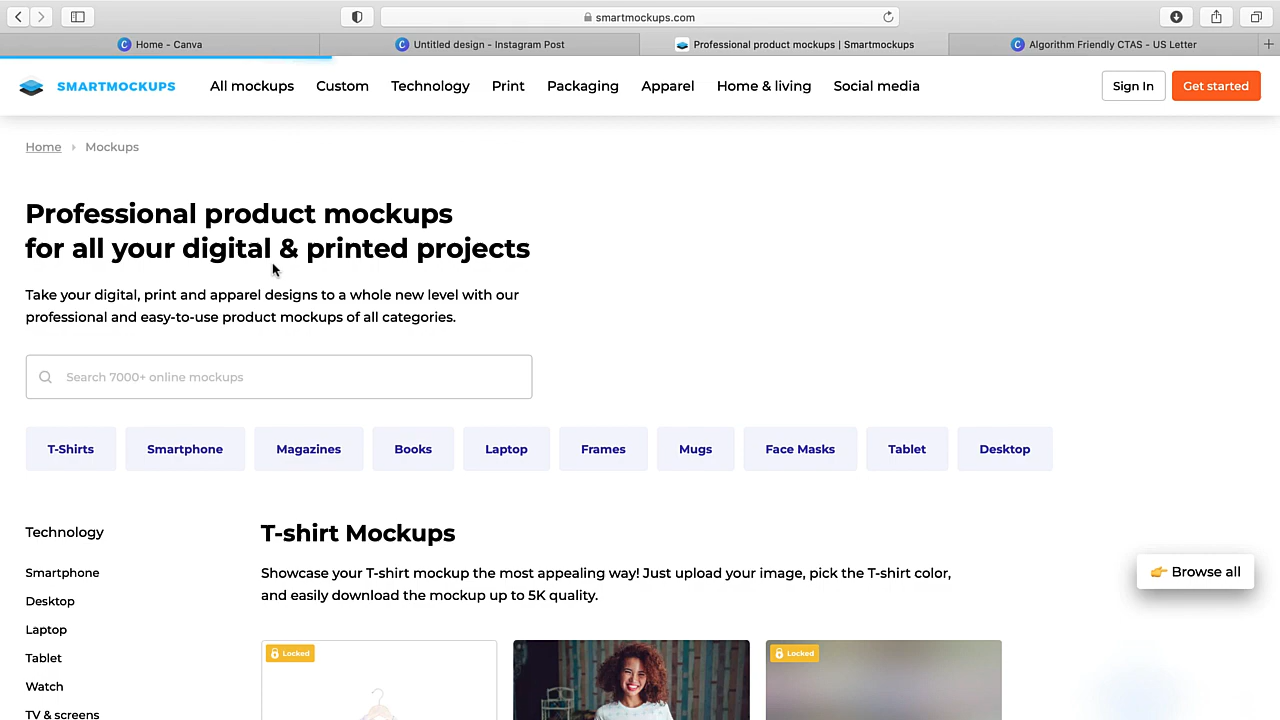 smartmockups.com
Home - Canva
Untitled design - Instagram Post
Professional product mockups | Smartmockups
Algorithm Friendly CTAS - US Letter
SMARTMOCKUPS
All mockups
Custom
Technology
Print
Packaging
Apparel
Home & living
Social media
Sign In
Get started
Home
Mockups
Professional product mockups
for all your digital & printed projects
Take your digital, print and apparel designs to a whole new level with our
professional and easy-to-use product mockups of all categories.
Search 7000+ online mockups
T-Shirts
Smartphone
Magazines
Books
Laptop
Frames
Mugs
Face Masks
Tablet
Desktop
Technology
Smartphone
Desktop
Laptop
Tablet
Watch
TV & screens
T-shirt Mockups
Showcase your T-shirt mockup the most appealing way! Just upload your image, pick the T-shirt color,
and easily download the mockup up to 5K quality.
Locked
Locked
Browse all